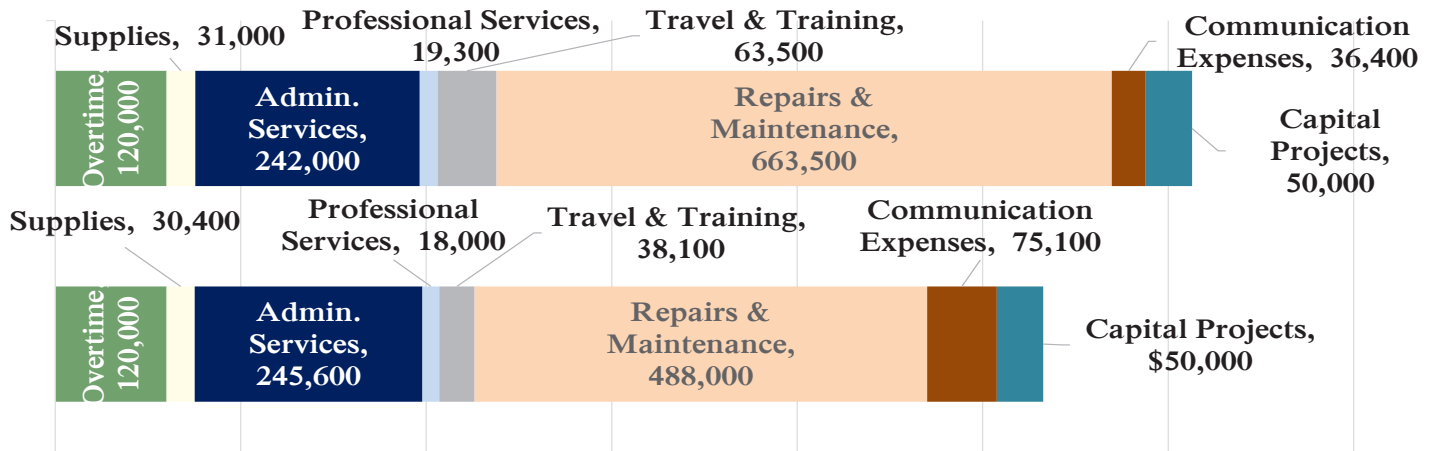 Supplies, 31,000
Professional Services,
19,300
Travel & Training,
63,500
Communication
Expenses, 36,400
Overtime,
120,000
Admin.
Services,
242,000
Repairs &
Maintenance,
663,500
Capital
Projects,
50,000
Supplies, 30,400
Professional
Services, 18,000
Travel & Training,
38,100
Communication
Expenses, 75,100
Overtime,
120,000
Admin.
Services,
245,600
Repairs &
Maintenance,
488,000
Capital Projects,
$50,000